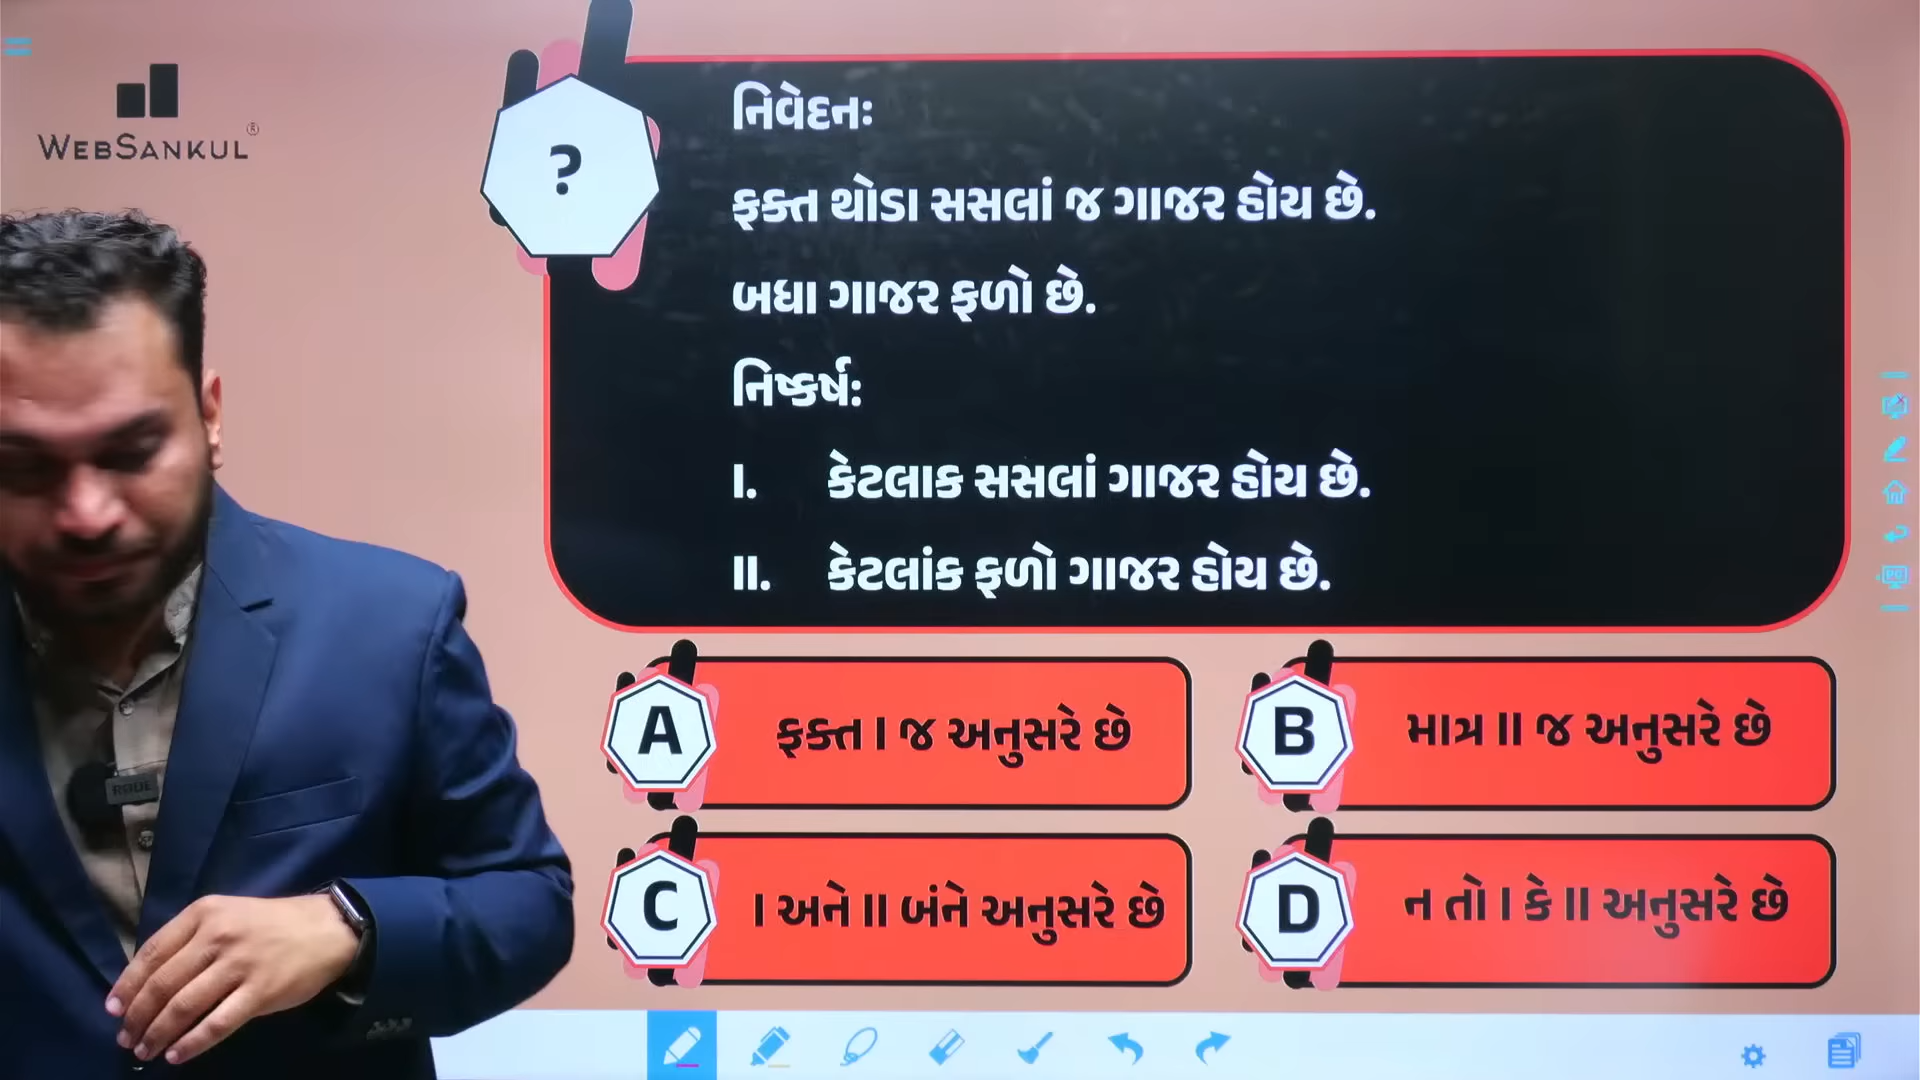 WEBSANKUL®
?
નિવેદનઃ
ફક્ત થોડા સસલાં જ ગાજર હોય છે.
બધા ગાજર ફળો છે.
નિષ્કર્ષઃ
I. કેટલાક સસલાં ગાજર હોય છે.
II. કેટલાંક ફળો ગાજર હોય છે.
A ફક્ત I જ અનુસરે છે
B માત્ર II જ અનુસરે છે
C I અને II બંને અનુસરે છે
D ન તો I કે II અનુસરે છે
RODE